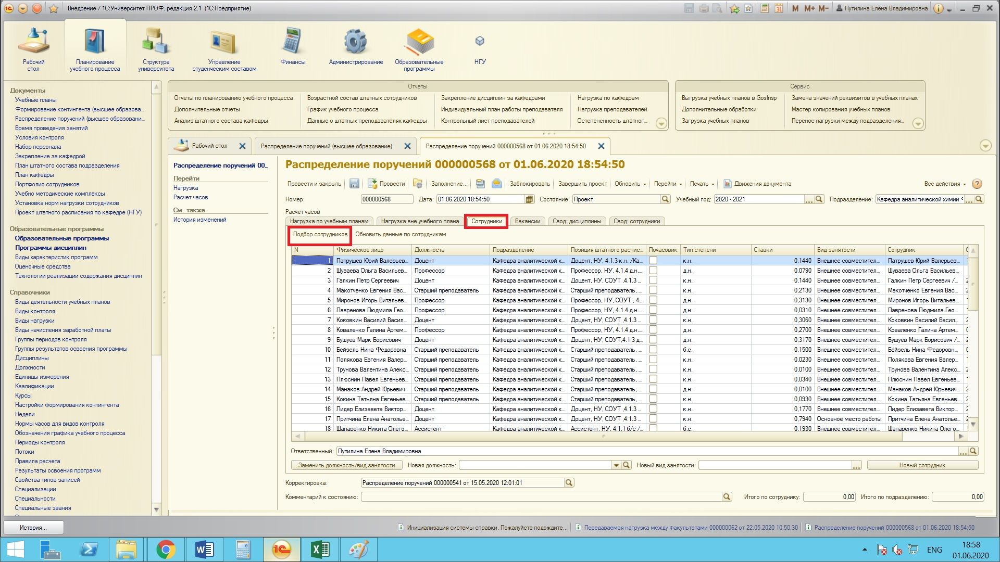 Внедрение / 1С:Университет ПРОФ, редакция 2.1 (1С:Предприятие)
M M+ M- Путилина Елена Владимировна
Рабочий стол
Планирование учебного процесса
Структура университета
Управление студенческим составом
Финансы
Администрирование
Образовательные программы
НГУ
Документы
Учебные планы
Формирование контингента (высшее образова...
Распределение поручений (высшее образовани...
Время проведения занятий
Условия контроля
Набор персонала
Закрепление за кафедрой
План штатного состава подразделения
План кафедры
Портфолио сотрудников
Учебно методические комплексы
Установка норм нагрузки сотрудников
Проект штатного расписания по кафедре (НГУ)
Образовательные программы
Образовательные программы
Программы дисциплин
Виды характеристик программ
Оценочные средства
Технологии реализации содержания дисциплин
Справочники
Виды деятельности учебных планов
Виды контроля
Виды нагрузки
Виды начисления заработной платы
Группы периодов контроля
Группы результатов освоения программы
Дисциплины
Должности
Единицы измерения
Квалификации
Курсы
Настройки формирования контингента
Недели
Нормы часов для видов контроля
Обозначения графика учебного процесса
Периоды контроля
Потоки
Правила расчета
Результаты освоения программ
Свойства типов записей
Специализации
Специальности
Специальные звания
Отчеты
Отчеты по планированию учебного процесса Возрастной состав штатных сотрудников Закрепление дисциплин за кафедрами Нагрузка по кафедрам
Дополнительные отчеты График учебного процесса Индивидуальный план работы преподавателя Нагрузка преподавателей
Анализ штатного состава кафедры Данные о штатных преподавателях кафедры Контрольный лист преподавателей Остепененность штатног...
Сервис
Выгрузка учебных планов в GosInsp Замена значений реквизитов в учебных планах
Дополнительные обработки Мастер копирования учебных планов
Загрузка учебных планов Перенос нагрузки между подразделения...
Рабочий стол Распределение поручений (высшее образование) Распределение поручений 000000568 от 01.06.2020 18:54:50
Распределение поручений 00...
Перейти
Нагрузка
Расчет часов
См. также
История изменений
Распределение поручений 000000568 от 01.06.2020 18:54:50
Провести и закрыть Провести Заполнение... Заблокировать Завершить проект Обновить Перейти Печать Движения документа Все действия
Номер: 000000568 Дата: 01.06.2020 18:54:50 Состояние: Проект Учебный год: 2020 - 2021 Подразделение: Кафедра аналитической химии
Расчет часов
Нагрузка по учебным планам Нагрузка вне учебного плана Сотрудники Вакансии Свод: дисциплины Свод: сотрудники
Подбор сотрудников Обновить данные по сотрудникам
N Физическое лицо Должность Подразделение Позиция штатного распис... Почасовик Тип степени Ставки Вид занятости Сотрудник
1 Патрушев Юрий Валерьев... Доцент Кафедра аналитической х... Доцент, НУ, 4.1.3 к.н. /Ка... к.н. 0,1440 Внешнее совместител... Патрушев Юрий Валерьев...
2 Шуваева Ольга Васильев... Профессор Кафедра аналитической х... Профессор, НУ, 4.1.4 д.н.... д.н. 0,0790 Внешнее совместител... Шуваева Ольга Васильев...
3 Галкин Петр Сергеевич Доцент Кафедра аналитической х... Доцент, НУ, СОУТ ,4.1.3 ... к.н. 0,1440 Внешнее совместител... Галкин Петр Сергеевич /...
4 Макотченко Евгения Вас... Старший преподаватель Кафедра аналитической х... Старший преподаватель, ... к.н. 0,2130 Внешнее совместител... Макотченко Евгения Вас...
5 Миронов Игорь Витальев... Профессор Кафедра аналитической х... Профессор, НУ, СОУТ , 4... д.н. 0,3130 Внешнее совместител... Миронов Игорь Витальев...
6 Лавренова Людмила Гео... Профессор Кафедра аналитической х... Профессор, НУ, 4.1.4 д.н.... д.н. 0,0310 Внешнее совместител... Лавренова Людмила Гео...
7 Коковкин Василий Васил... Доцент Кафедра аналитической х... Доцент, НУ, СОУТ ,4.1.3 ... к.н. 0,3060 Внешнее совместител... Коковкин Василий Васил...
8 Коваленко Галина Артем... Профессор Кафедра аналитической х... Профессор, НУ, 4.1.4 д.н.... д.н. 0,2700 Внешнее совместител... Коваленко Галина Артем...
9 Бушуев Марк Борисович Доцент Кафедра аналитической х... Доцент, НУ, СОУТ,4.1.3 д... д.н. 0,3170 Внешнее совместител... Бушуев Марк Борисович /...
10 Бейзель Нина Федоровна Старший преподаватель Кафедра аналитической х... Старший преподаватель, ... б.с. 0,1500 Внешнее совместител... Бейзель Нина Федоровн...
11 Полякова Евгения Валер... Старший преподаватель Кафедра аналитической х... Старший преподаватель, ... к.н. 0,0230 Внешнее совместител... Полякова Евгения Валер...
12 Трунова Валентина Алекс... Старший преподаватель Кафедра аналитической х... Старший преподаватель, ... к.н. 0,0100 Внешнее совместител... Трунова Валентина Алекс...
13 Плюснин Павел Евгеньев... Старший преподаватель Кафедра аналитической х... Старший преподаватель, ... к.н. 0,0340 Внешнее совместител... Плюснин Павел Евгеньев...
14 Манаков Андрей Юрьевич Старший преподаватель Кафедра аналитической х... Старший преподаватель, ... д.н. 0,0100 Внешнее совместител... Манаков Андрей Юрьевич...
15 Кокина Татьяна Евгеньев... Старший преподаватель Кафедра аналитической х... Старший преподаватель, ... к.н. 0,0930 Внешнее совместител... Кокина Татьяна Евгеньев...
16 Лидер Елизавета Виктор... Доцент Кафедра аналитической х... Доцент, НУ, СОУТ ,4.1.3 ... к.н. 0,1770 Внешнее совместител... Лидер Елизавета Виктор...
17 Притчина Елена Анатолье... Доцент Кафедра аналитической х... Доцент, НУ, СОУТ ,4.1.3 ... к.н. 0,7940 Основное место работы Притчина Елена Анатолье...
18 Шапаренко Никита Олего... Ассистент Кафедра аналитической х... Ассистент, НУ, 4.1.1 б/с /... б.с. 0,1930 Внешнее совместител... Шапаренко Никита Олего...
Ответственный: Путилина Елена Владимировна
Заменить должность/вид занятости Новая должность: Новый вид занятости: Новый сотрудник
Корректировка: Распределение поручений 000000541 от 15.05.2020 12:01:01
Комментарий к состоянию: Итого по сотруднику: 0,00 Итого по подразделению: 0,00
История... Инициализация системы справки. Пожалуйста подождите... Передаваемая нагрузка между факультетами 000000062 от 22.05.2020 10:50:30 Распределение поручений 000000568 от 01.06.2020 18:54:50
ENG 18:58
01.06.2020